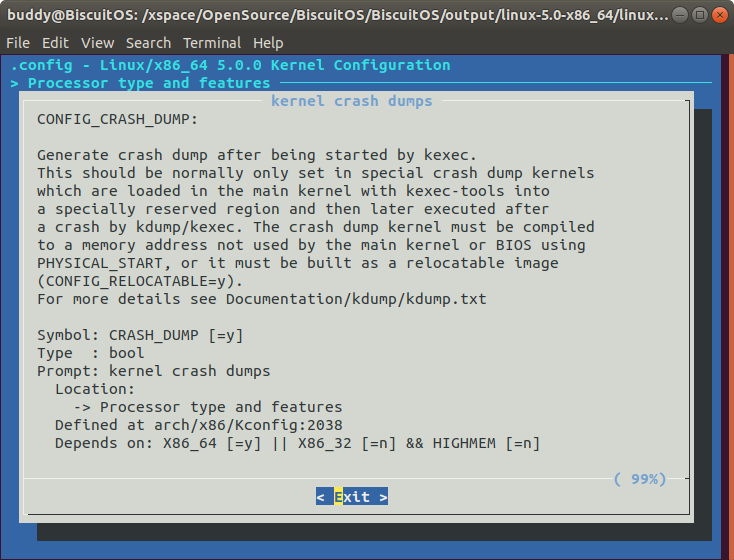 buddy@BiscuitOS: /xspace/OpenSource/BiscuitOS/BiscuitOS/output/linux-5.0-x86_64/linux...
File Edit View Search Terminal Help
.config - Linux/x86_64 5.0.0 Kernel Configuration
> Processor type and features
kernel crash dumps
CONFIG_CRASH_DUMP:
Generate crash dump after being started by kexec.
This should be normally only set in special crash dump kernels
which are loaded in the main kernel with kexec-tools into
a specially reserved region and then later executed after
a crash by kdump/kexec. The crash dump kernel must be compiled
to a memory address not used by the main kernel or BIOS using
PHYSICAL_START, or it must be built as a relocatable image
(CONFIG_RELOCATABLE=y).
For more details see Documentation/kdump/kdump.txt
Symbol: CRASH_DUMP [=y]
Type  : bool
Prompt: kernel crash dumps
Location:
-> Processor type and features
Defined at arch/x86/Kconfig:2038
Depends on: X86_64 [=y] || X86_32 [=n] && HIGHMEM [=n]
( 99%)
< Exit >